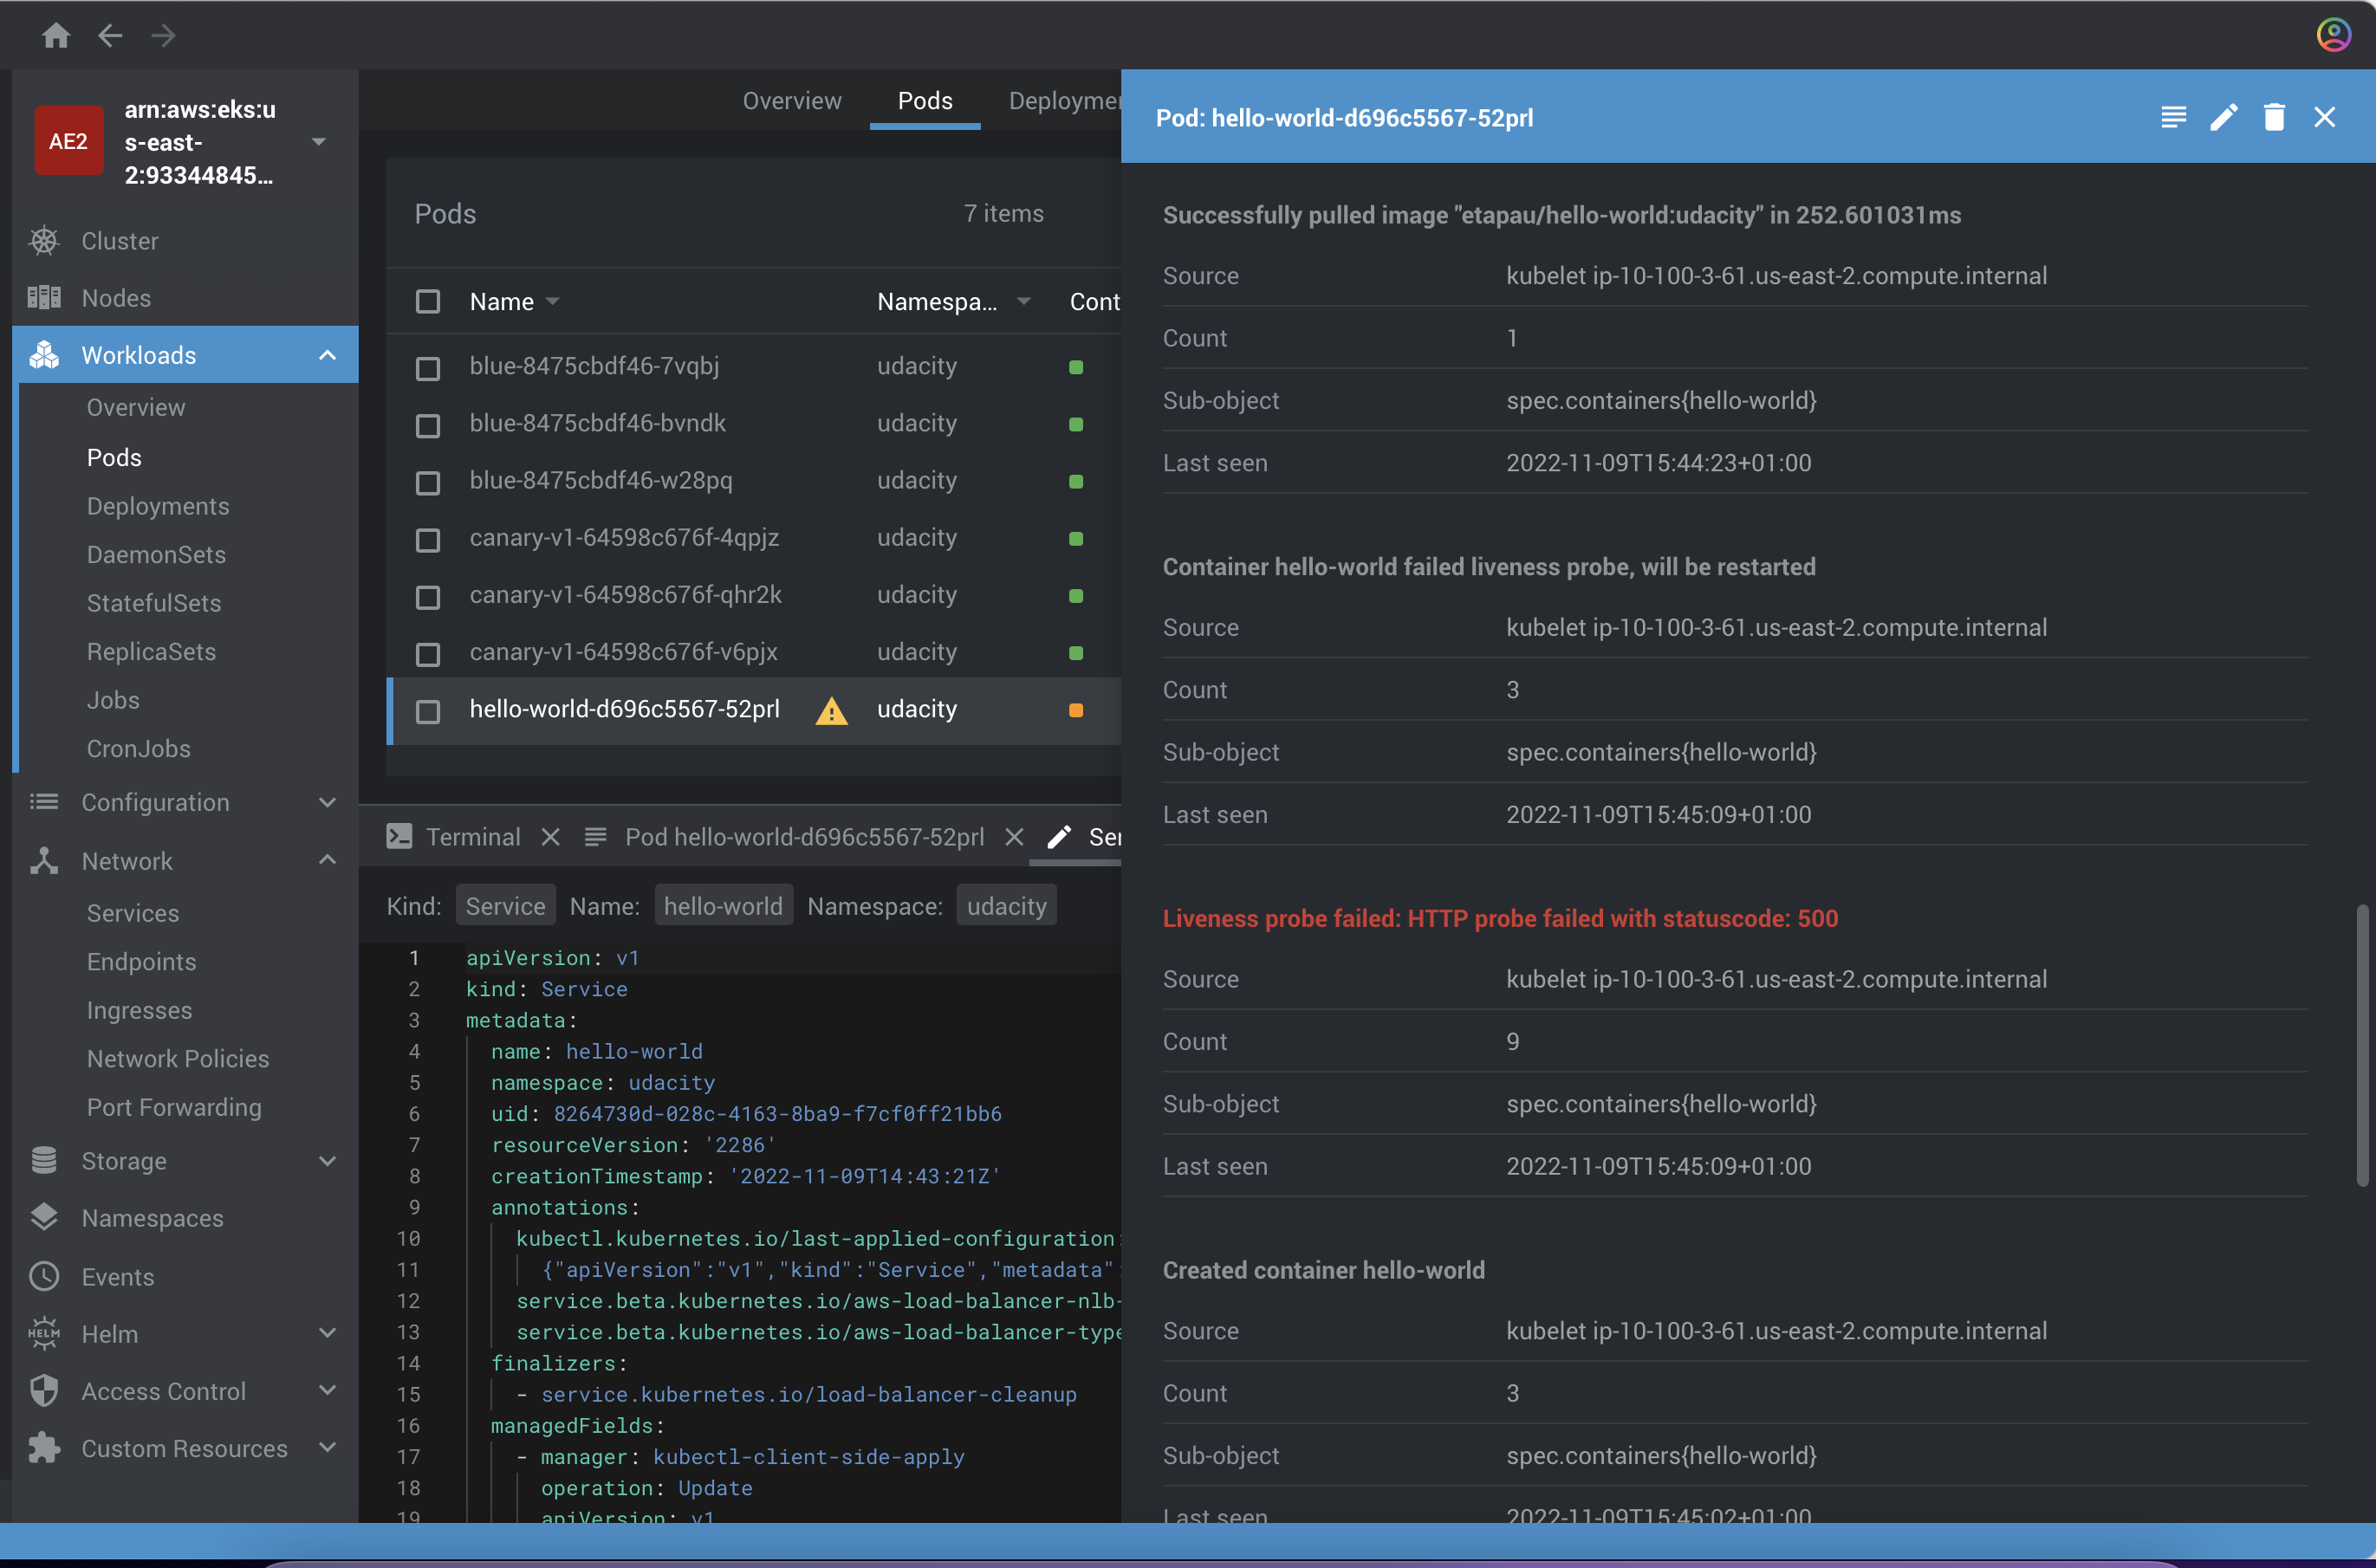 AE2
arn:aws:eks:u
s-east-
2:93344845...
Cluster
Nodes
Workloads
Overview
Pods
Deployments
DaemonSets
StatefulSets
ReplicaSets
Jobs
CronJobs
Configuration
Network
Services
Endpoints
Ingresses
Network Policies
Port Forwarding
Storage
Namespaces
Events
HELM Helm
Access Control
Custom Resources
Overview Pods Deployme
Pods 7 items
Name Namespa... Cont
blue-8475cbdf46-7vqbj udacity
blue-8475cbdf46-bvndk udacity
blue-8475cbdf46-w28pq udacity
canary-v1-64598c676f-4qpjz udacity
canary-v1-64598c676f-qhr2k udacity
canary-v1-64598c676f-v6pjx udacity
hello-world-d696c5567-52prl udacity
Terminal Pod hello-world-d696c5567-52prl Ser
Kind: Service Name: hello-world Namespace: udacity
1 apiVersion: v1
2 kind: Service
3 metadata:
4 name: hello-world
5 namespace: udacity
6 uid: 8264730d-028c-4163-8ba9-f7cf0ff21bb6
7 resourceVersion: '2286'
8 creationTimestamp: '2022-11-09T14:43:21Z'
9 annotations:
10 kubectl.kubernetes.io/last-applied-configuration:
11 {"apiVersion":"v1","kind":"Service","metadata":
12 service.beta.kubernetes.io/aws-load-balancer-nlb-
13 service.beta.kubernetes.io/aws-load-balancer-type
14 finalizers:
15 - service.kubernetes.io/load-balancer-cleanup
16 managedFields:
17 - manager: kubectl-client-side-apply
18 operation: Update
19 apiVersion: v1
Pod: hello-world-d696c5567-52prl
Successfully pulled image "etapau/hello-world:udacity" in 252.601031ms
Source kubelet ip-10-100-3-61.us-east-2.compute.internal
Count 1
Sub-object spec.containers{hello-world}
Last seen 2022-11-09T15:44:23+01:00
Container hello-world failed liveness probe, will be restarted
Source kubelet ip-10-100-3-61.us-east-2.compute.internal
Count 3
Sub-object spec.containers{hello-world}
Last seen 2022-11-09T15:45:09+01:00
Liveness probe failed: HTTP probe failed with statuscode: 500
Source kubelet ip-10-100-3-61.us-east-2.compute.internal
Count 9
Sub-object spec.containers{hello-world}
Last seen 2022-11-09T15:45:09+01:00
Created container hello-world
Source kubelet ip-10-100-3-61.us-east-2.compute.internal
Count 3
Sub-object spec.containers{hello-world}
Last seen 2022-11-09T15:45:02+01:00